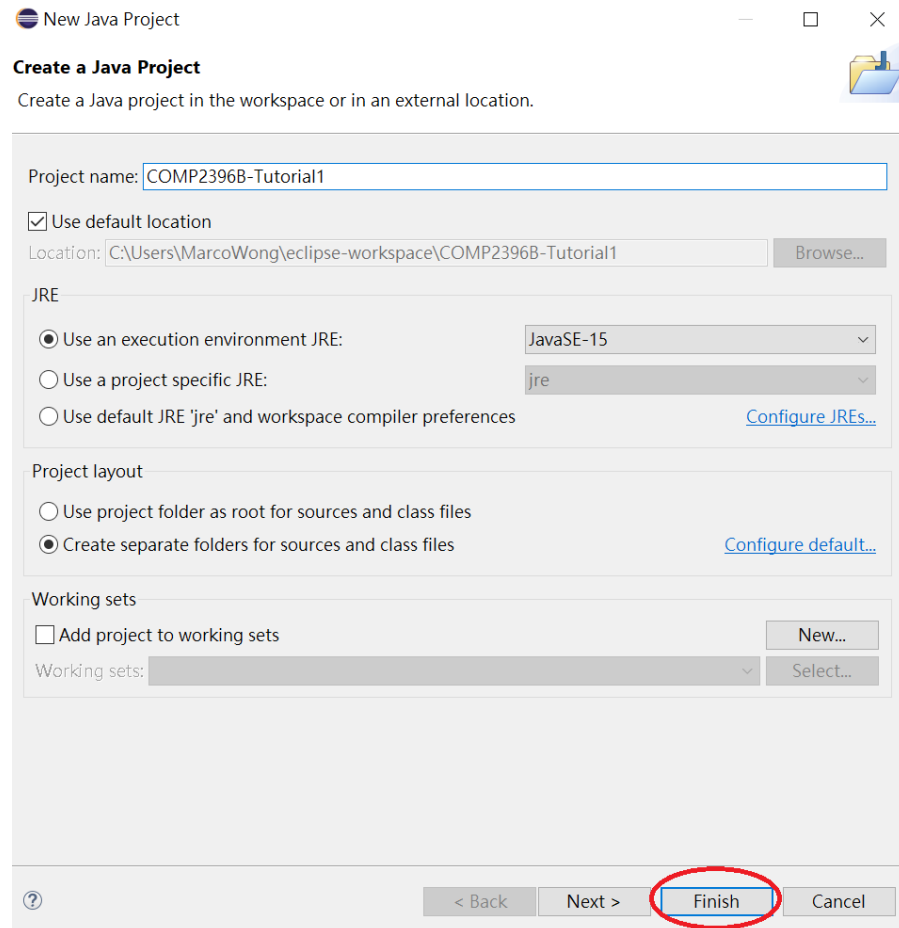 New Java Project
Create a Java Project
Create a Java project in the workspace or in an external location.
Project name: COMP2396B-Tutorial1
Use default location
Location: C:\Users\MarcoWong\eclipse-workspace\COMP2396B-Tutorial1 Browse...
JRE
Use an execution environment JRE: JavaSE-15
Use a project specific JRE: jre
Use default JRE 'jre' and workspace compiler preferences Configure JREs...
Project layout
Use project folder as root for sources and class files
Create separate folders for sources and class files Configure default...
Working sets
Add project to working sets New...
Working sets: Select...
? < Back Next > Finish Cancel